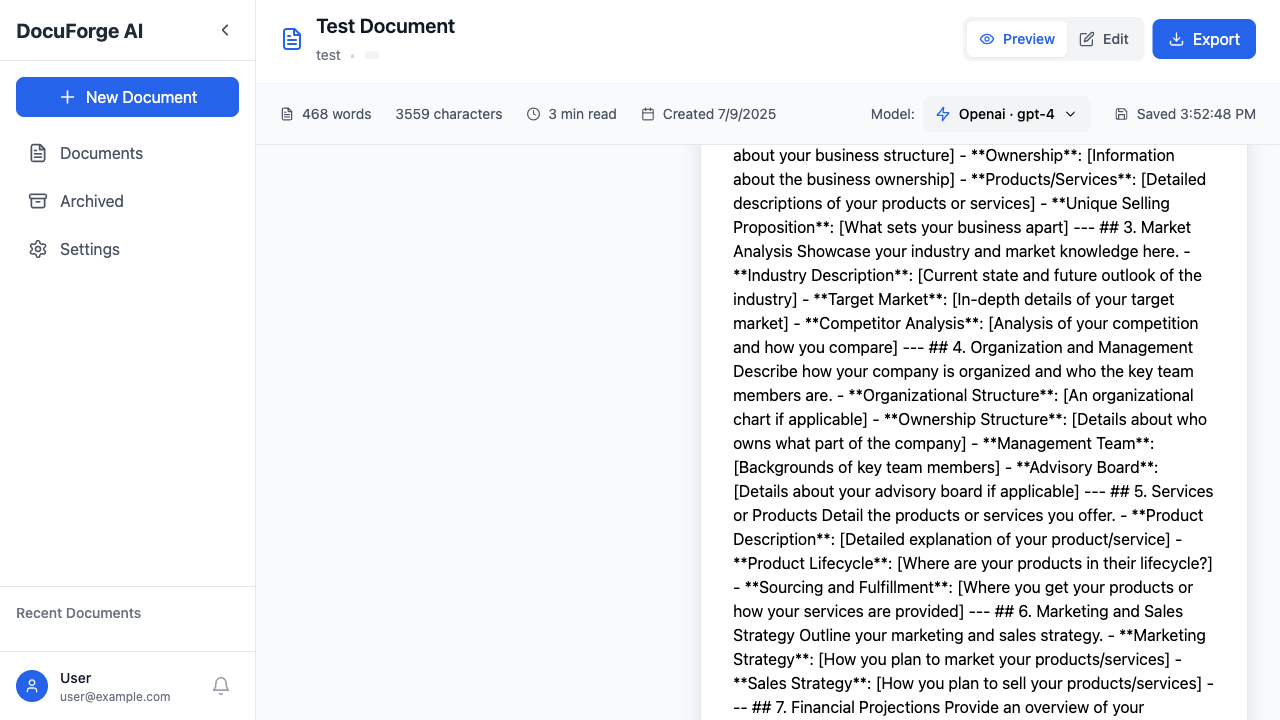 DocuForge AI
New Document
Documents
Archived
Settings
Recent Documents
User
user@example.com
Test Document
test •
Preview
Edit
Export
468 words
3559 characters
3 min read
Created 7/9/2025
Model:
Openai · gpt-4
Saved 3:52:48 PM
about your business structure] - **Ownership**: [Information
about the business ownership] - **Products/Services**: [Detailed
descriptions of your products or services] - **Unique Selling
Proposition**: [What sets your business apart] --- ## 3. Market
Analysis Showcase your industry and market knowledge here. -
**Industry Description**: [Current state and future outlook of the
industry] - **Target Market**: [In-depth details of your target
market] - **Competitor Analysis**: [Analysis of your competition
and how you compare] --- ## 4. Organization and Management
Describe how your company is organized and who the key team
members are. - **Organizational Structure**: [An organizational
chart if applicable] - **Ownership Structure**: [Details about who
owns what part of the company] - **Management Team**:
[Backgrounds of key team members] - **Advisory Board**:
[Details about your advisory board if applicable] --- ## 5. Services
or Products Detail the products or services you offer. - **Product
Description**: [Detailed explanation of your product/service] -
**Product Lifecycle**: [Where are your products in their lifecycle?]
- **Sourcing and Fulfillment**: [Where you get your products or
how your services are provided] --- ## 6. Marketing and Sales
Strategy Outline your marketing and sales strategy. - **Marketing
Strategy**: [How you plan to market your products/services] -
**Sales Strategy**: [How you plan to sell your products/services] -
-- ## 7. Financial Projections Provide an overview of your